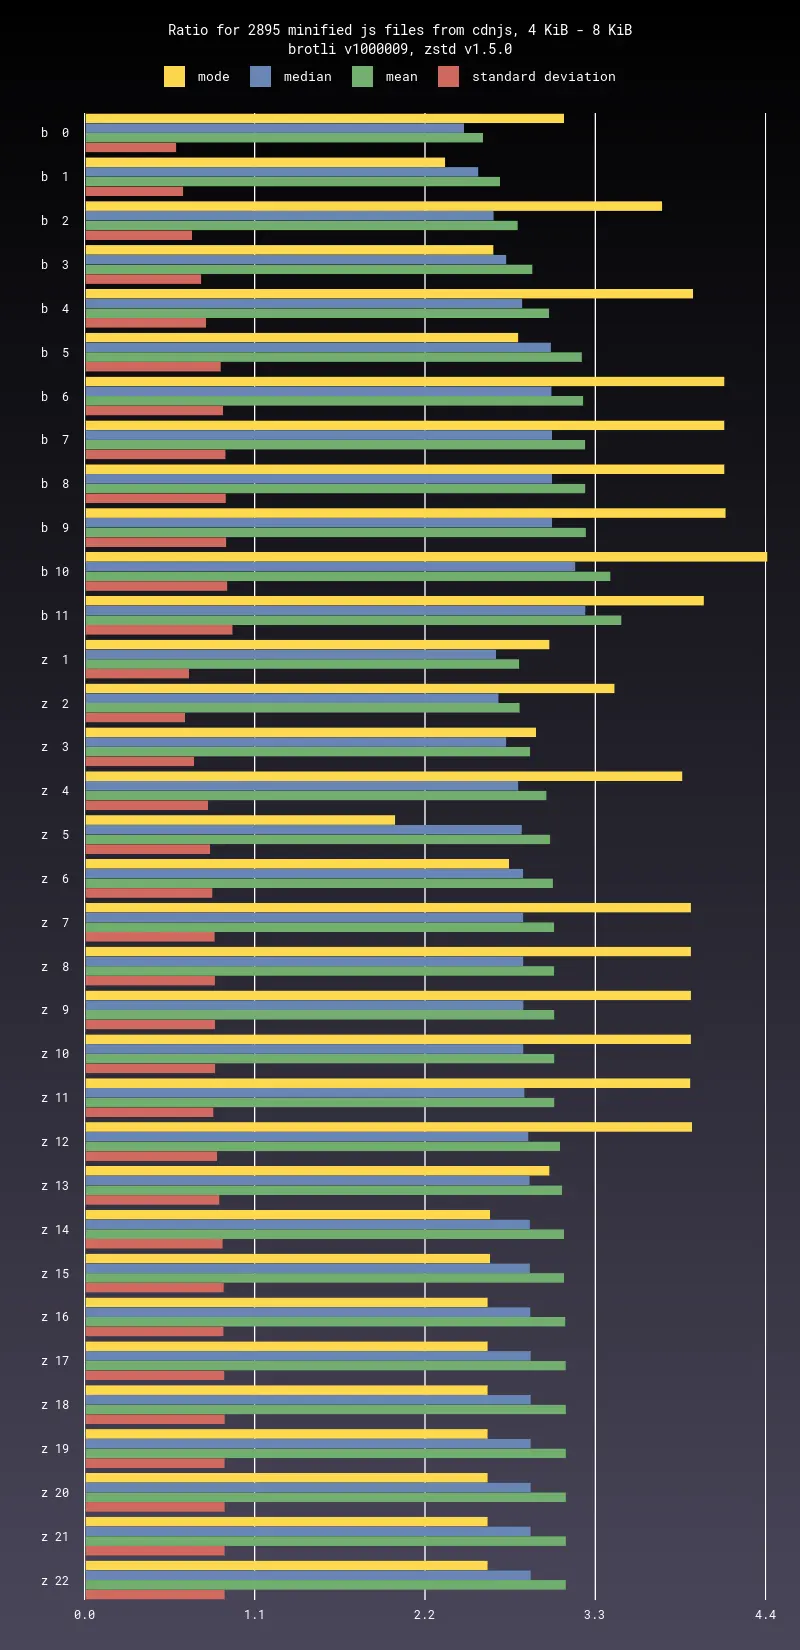 Ratio for 2895 minified js files from cdnjs, 4 KiB - 8 KiB
brotli v1000009, zstd v1.5.0
mode median mean standard deviation
b 0
b 1
b 2
b 3
b 4
b 5
b 6
b 7
b 8
b 9
b 10
b 11
z 1
z 2
z 3
z 4
z 5
z 6
z 7
z 8
z 9
z 10
z 11
z 12
z 13
z 14
z 15
z 16
z 17
z 18
z 19
z 20
z 21
z 22
0.0 1.1 2.2 3.3 4.4